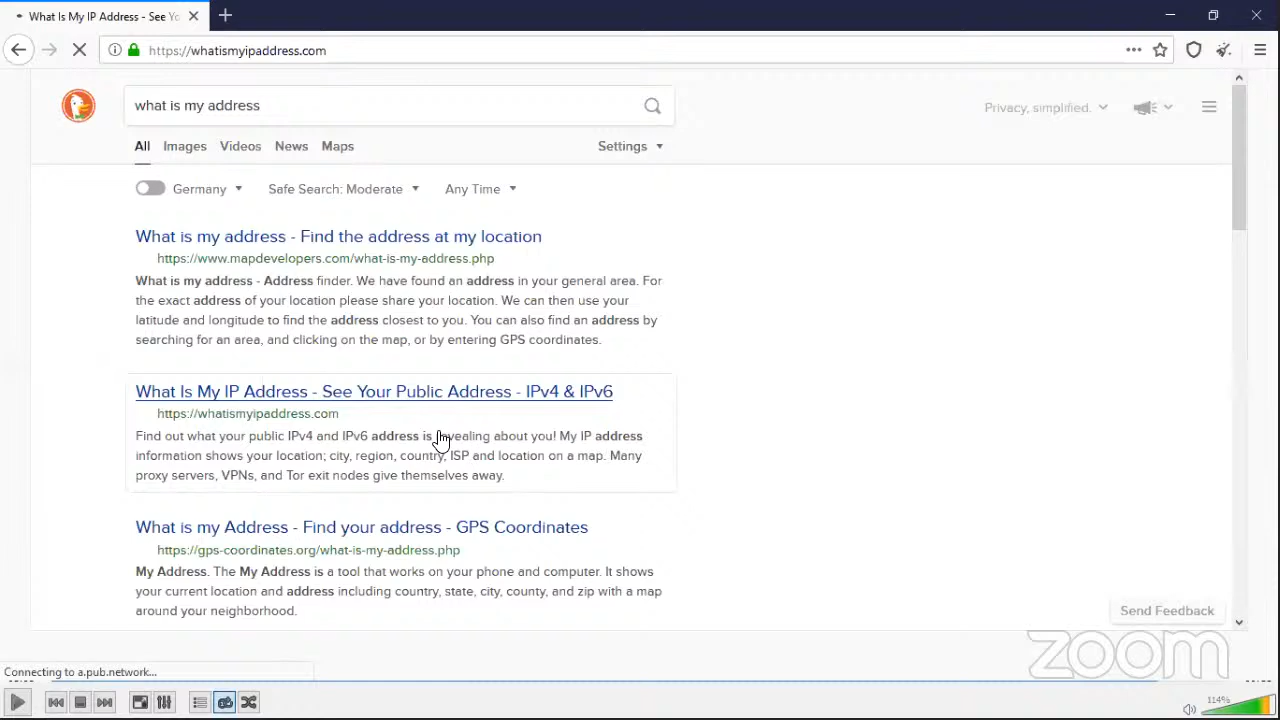 What Is My IP Address - See Yo
https://whatismyipaddress.com
what is my address
Privacy, simplified.
All Images Videos News Maps Settings
Germany Safe Search: Moderate Any Time
What is my address - Find the address at my location
https://www.mapdevelopers.com/what-is-my-address.php
What is my address - Address finder. We have found an address in your general area. For
the exact address of your location please share your location. We can then use your
latitude and longitude to find the address closest to you. You can also find an address by
searching for an area, and clicking on the map, or by entering GPS coordinates.
What Is My IP Address - See Your Public Address - IPv4 & IPv6
https://whatismyipaddress.com
Find out what your public IPv4 and IPv6 address is revealing about you! My IP address
information shows your location; city, region, country, ISP and location on a map. Many
proxy servers, VPNs, and Tor exit nodes give themselves away.
What is my Address - Find your address - GPS Coordinates
https://gps-coordinates.org/what-is-my-address.php
My Address. The My Address is a tool that works on your phone and computer. It shows
your current location and address including country, state, city, county, and zip with a map
around your neighborhood.
Send Feedback
zoom
Connecting to a.pub.network...
114%